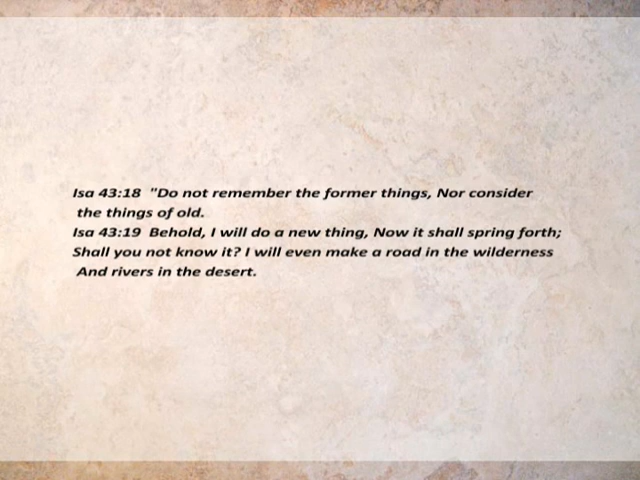 Isa 43:18  "Do not remember the former things, Nor consider
the things of old.
Isa 43:19  Behold, I will do a new thing, Now it shall spring forth;
Shall you not know it? I will even make a road in the wilderness
And rivers in the desert.